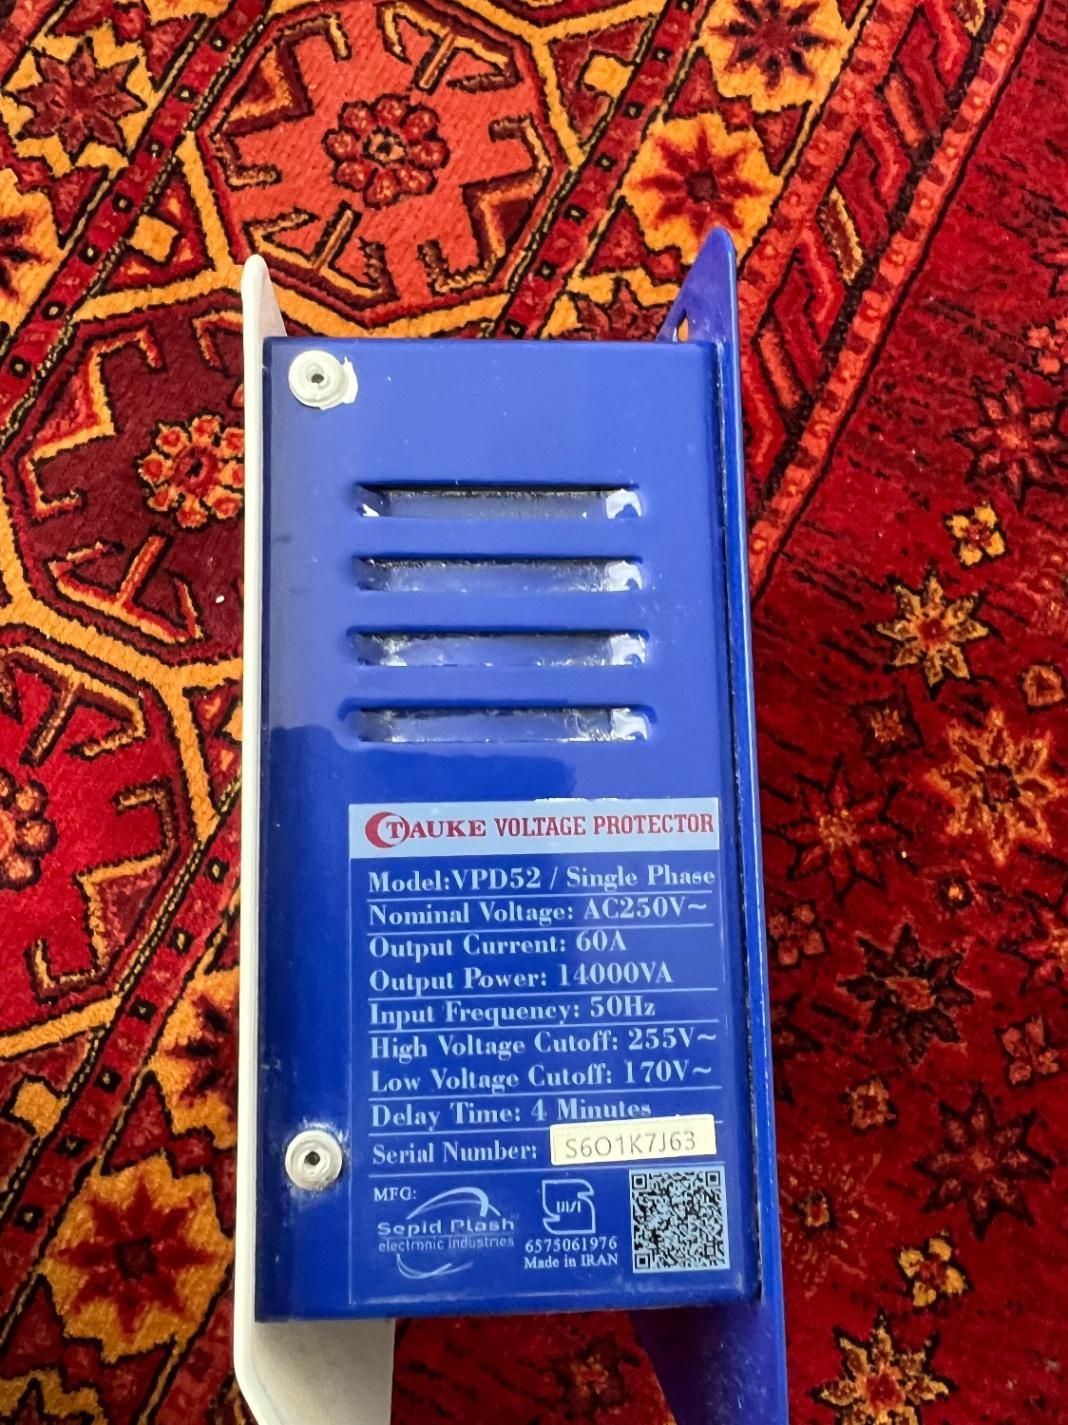 TAUKE VOLTAGE PROTECTOR
Model:VPD52 / Single Phase
Nominal Voltage: AC250V~
Output Current: 60A
Output Power: 14000VA
Input Frequency: 50Hz
High Voltage Cutoff: 255V~
Low Voltage Cutoff: 170V~
Delay Time: 4 Minutes
Serial Number: S6O1K7J63
MFG:
Sepid Plash
electronic industries
6575061976
Made in IRAN